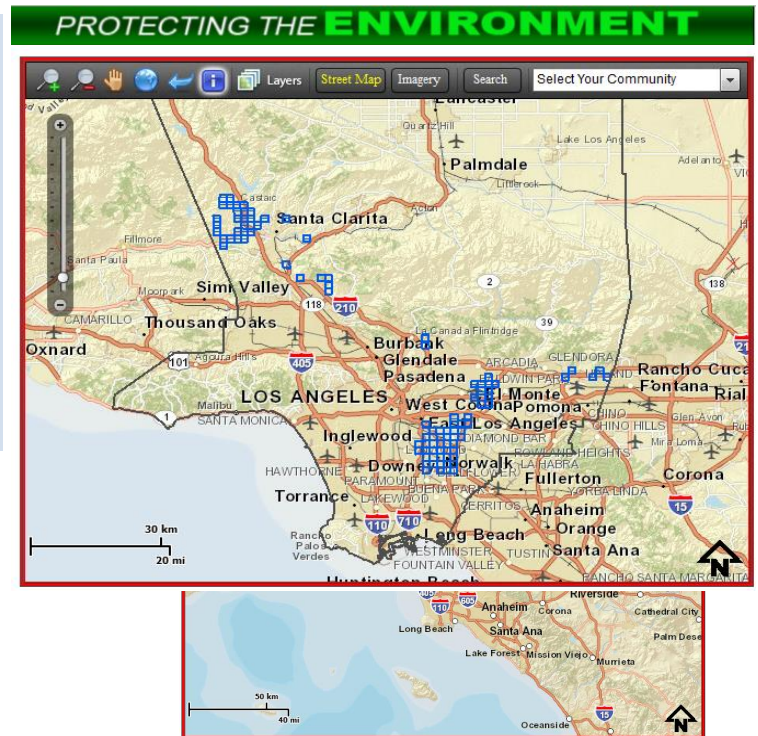 PROTECTING THE ENVIRONMENT
Layers
Street Map
Imagery
Search
Select Your Community
Lancaster
Quartz Hill
Lake Los Angeles
Palmdale
Adelanto
Littlerock
Castaic
Acton
Santa Clarita
Fillmore
Santa Paula
2
138
Moorpark
Simi Valley
118
210
39
CAMARILLO
Thousand Oaks
La Canada Flintridge
Burbank
Oxnard
101
Agoura Hills
405
Glendale
ARCADIA
GLENDORA
Pasadena
Rancho Cuca
Fontana
Rial
LOS ANGELES
El Monte
Malibu
West Covina
Pomona
CHINO
1
SANTA MONICA
East Los Angeles
CHINO HILLS
Glen Avon
Inglewood
DIAMOND BAR
Mira Loma
ROWLAND HEIGHTS
HAWTHORNE
Downey
Norwalk
LA HABRA
PARAMOUNT
Fullerton
Corona
BUENA PARK
YORBA LINDA
Torrance
LAKEWOOD
CERRITOS
Anaheim
15
110
710
Orange
30 km
Rancho
Palos
Verdes
Long Beach
WESTMINSTER
TUSTIN
Santa Ana
20 mi
FOUNTAIN VALLEY
N
Huntington Beach
RANCHO SANTA MARGARITA
405
605
Riverside
110
Anaheim
Corona
Cathedral City
Long Beach
Santa Ana
Palm Dese
Lake Forest
Mission Viejo
Murrieta
50 km
40 mi
15
Oceanside
N